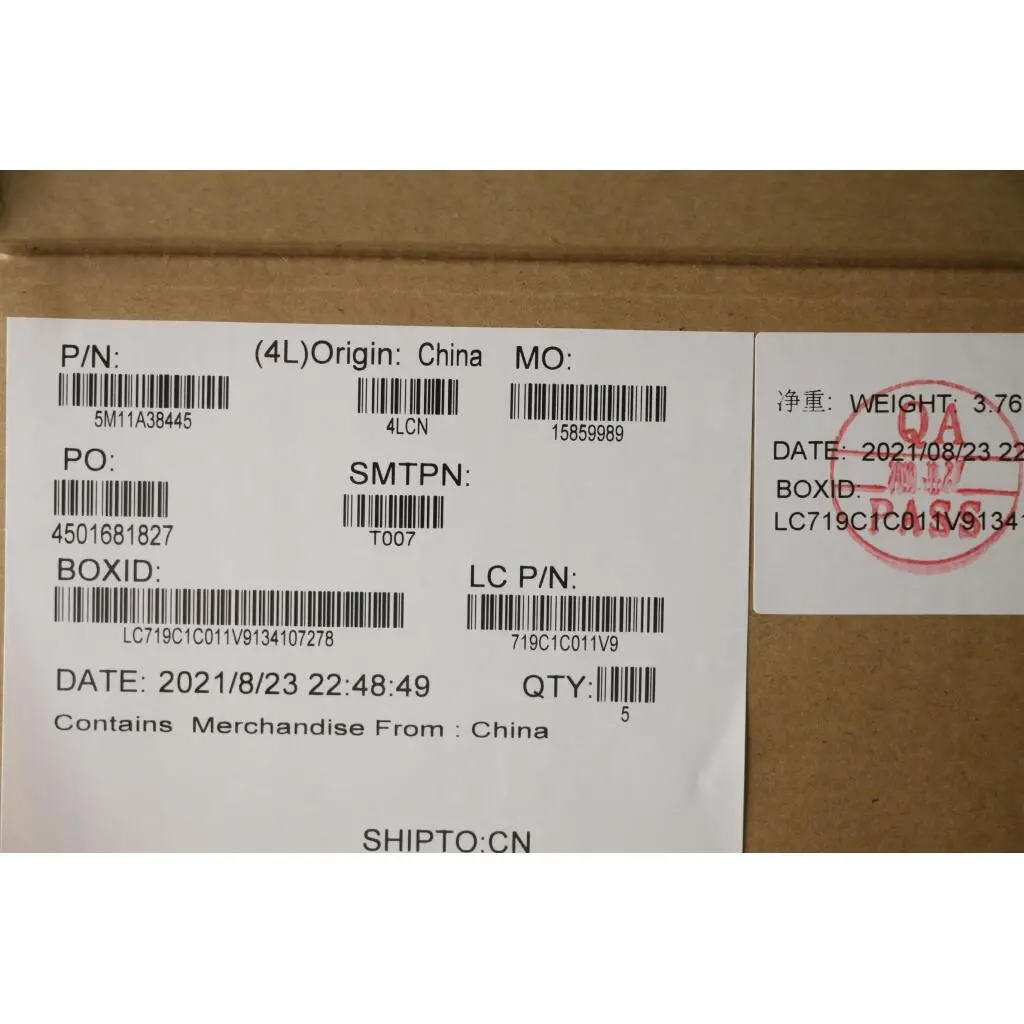 P/N: (4L)Origin: China MO:
5M11A38445 4LCN 15859989
PO: SMTPN:
4501681827 T007
BOXID: LC P/N:
LC719C1C011V9134107278 719C1C011V9
DATE: 2021/8/23 22:48:49 QTY:
5
Contains Merchandise From : China
SHIPTO:CN
净重: WEIGHT: 3.76
DATE: 2021/08/23 22
BOXID:
LC719C1C011V91341
QA
PASS